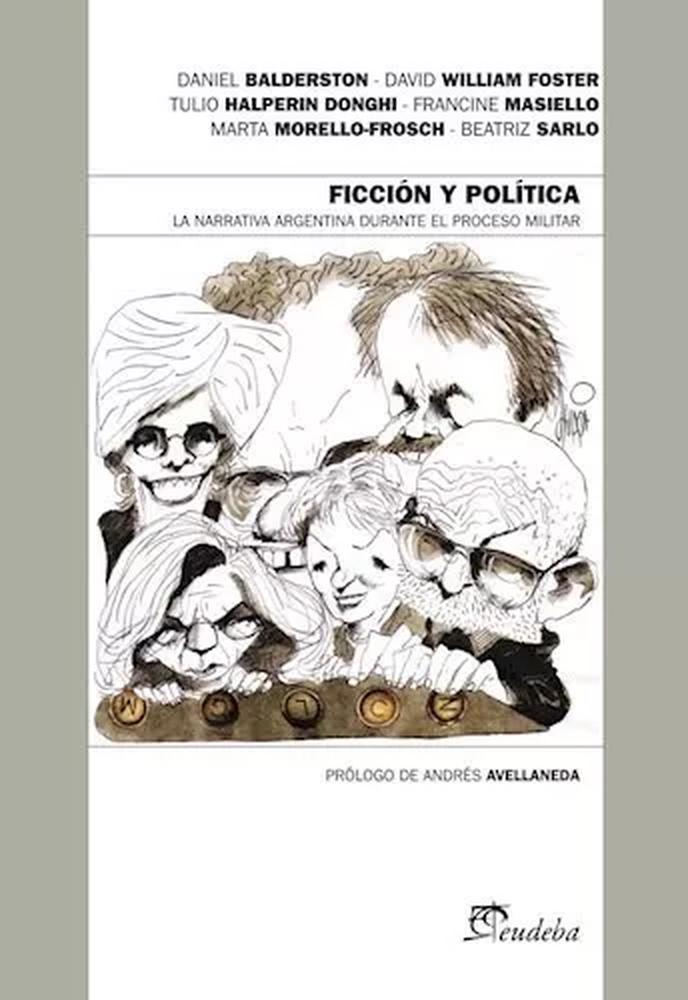 DANIEL BALDERSTON - DAVID WILLIAM FOSTER
TULIO HALPERIN DONGHI - FRANCINE MASIELLO
MARTA MORELLO-FROSCH - BEATRIZ SARLO
FICCIÓN Y POLÍTICA
LA NARRATIVA ARGENTINA DURANTE EL PROCESO MILITAR
M G L C Z
PRÓLOGO DE ANDRÉS AVELLANEDA
eudeba